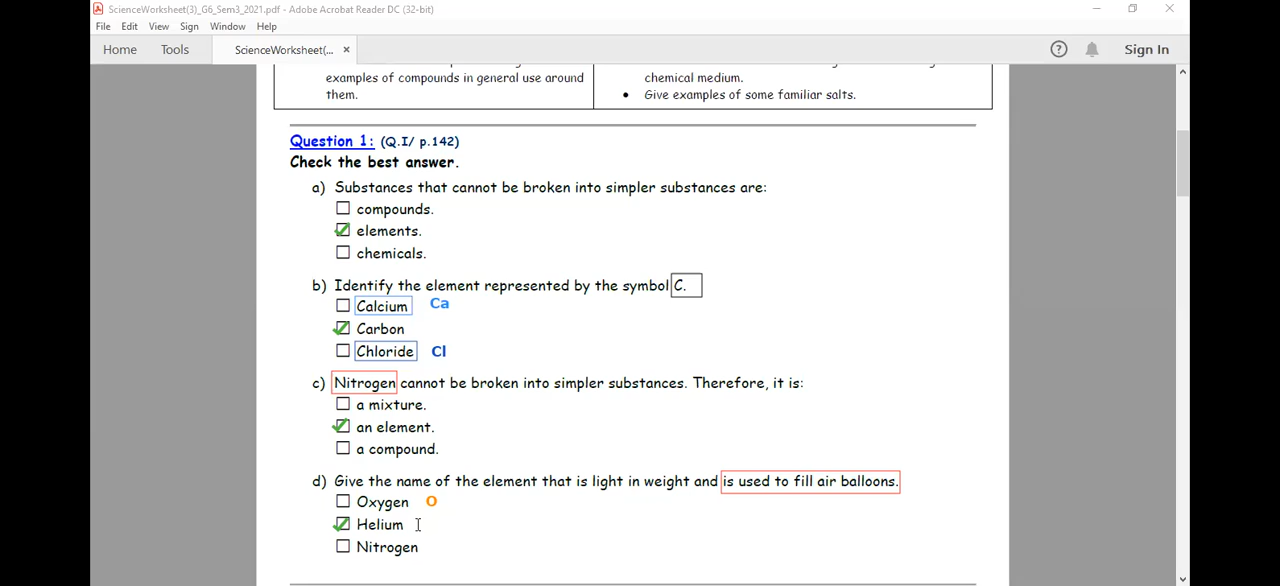 ScienceWorksheet(3)_G6_Sem3_2021.pdf - Adobe Acrobat Reader DC (32-bit)
File Edit View Sign Window Help
Home Tools ScienceWorksheet(... × ? Sign In
examples of compounds in general use around
them.
chemical medium.
• Give examples of some familiar salts.
Question 1: (Q.I/ p.142)
Check the best answer.
a) Substances that cannot be broken into simpler substances are:
compounds.
elements.
chemicals.
b) Identify the element represented by the symbol C.
Calcium Ca
Carbon
Chloride Cl
c) Nitrogen cannot be broken into simpler substances. Therefore, it is:
a mixture.
an element.
a compound.
d) Give the name of the element that is light in weight and is used to fill air balloons.
Oxygen O
Helium
Nitrogen